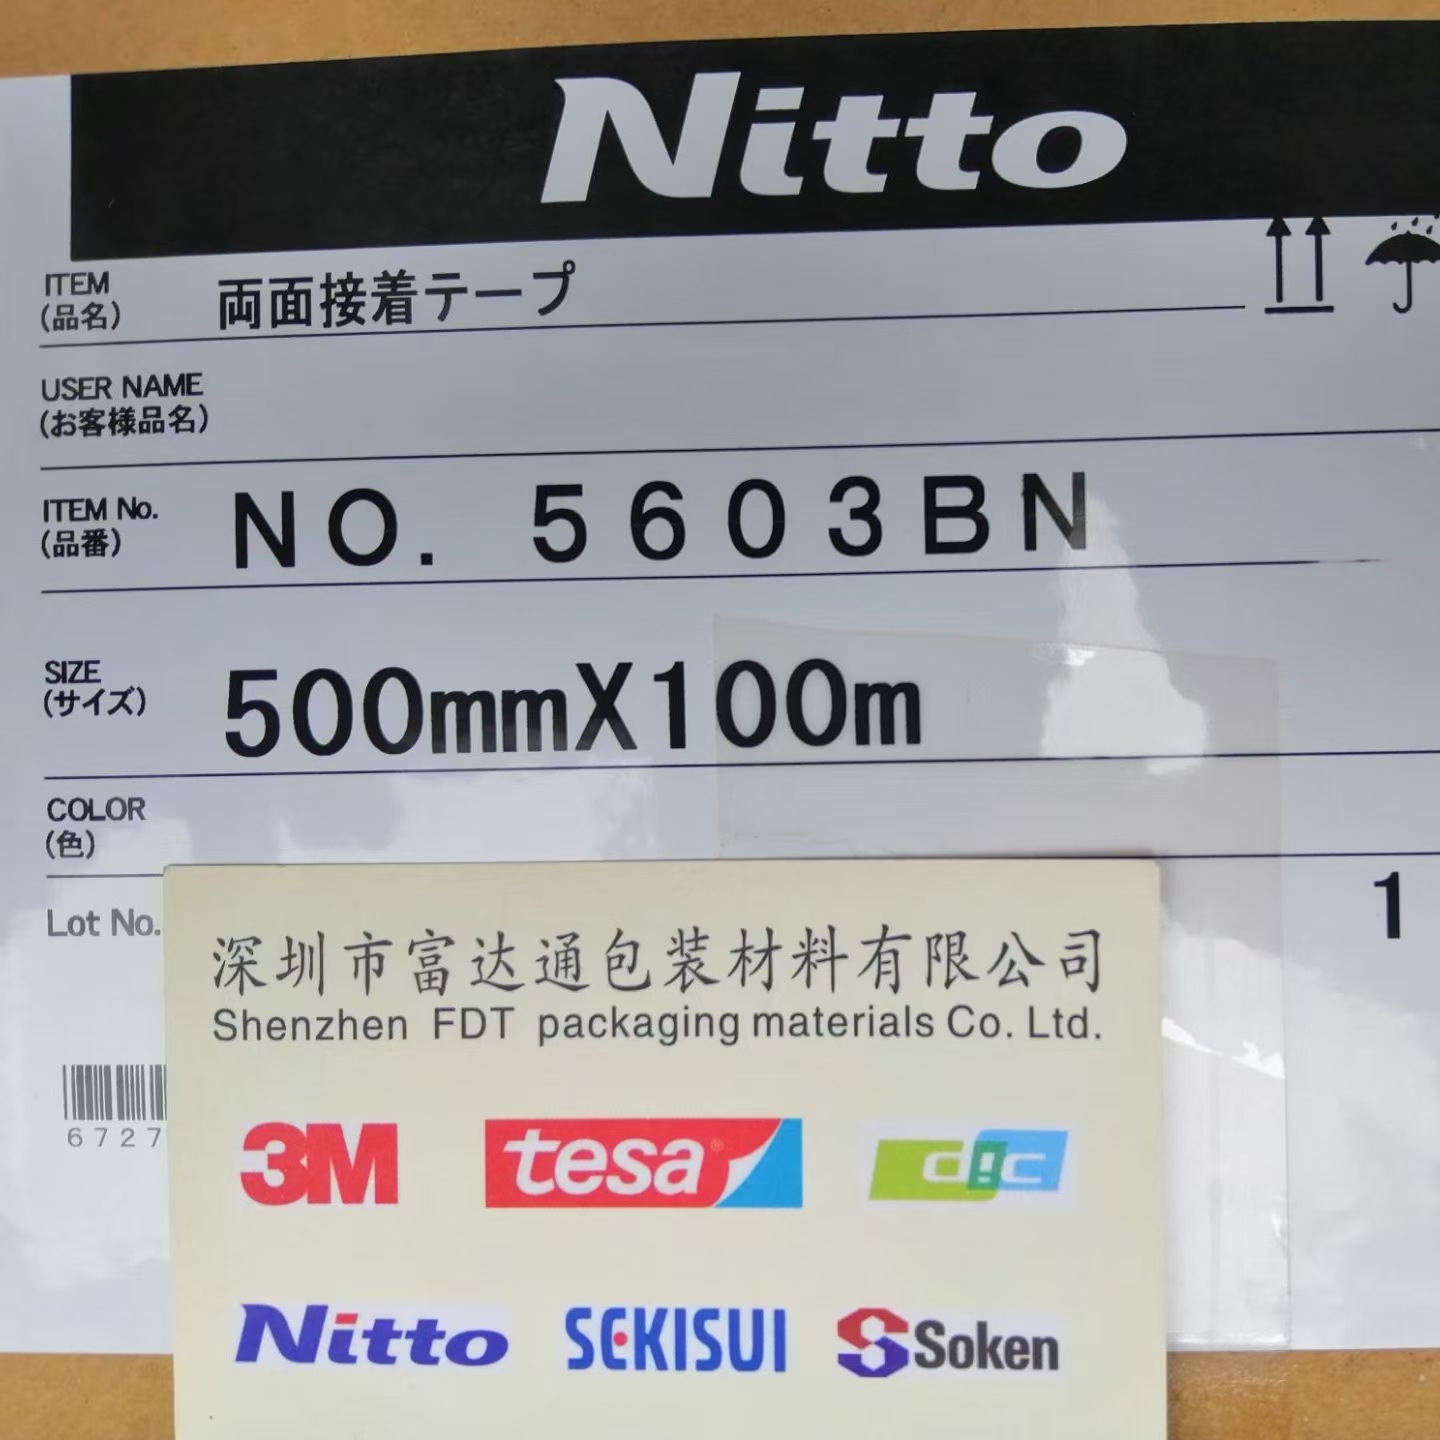 Nitto
ITEM
(品名)
両面接着テープ
USER NAME
(お客様品名)
ITEM No.
(品番)
NO. 5603BN
SIZE
(サイズ)
500mmX100m
COLOR
(色)
Lot No.
1
6727
深圳市富达通包装材料有限公司
Shenzhen FDT packaging materials Co. Ltd.
3M
tesa®
dic
Nitto
SEKISUI
Soken